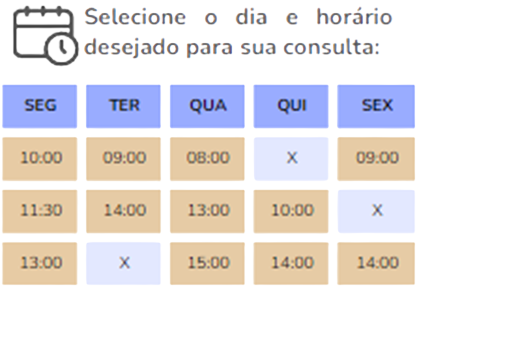 Selecione o dia e horário
desejado para sua consulta:
SEG TER QUA QUI SEX
10:00 09:00 08:00 X 09:00
11:30 14:00 13:00 10:00 X
13:00 X 15:00 14:00 14:00